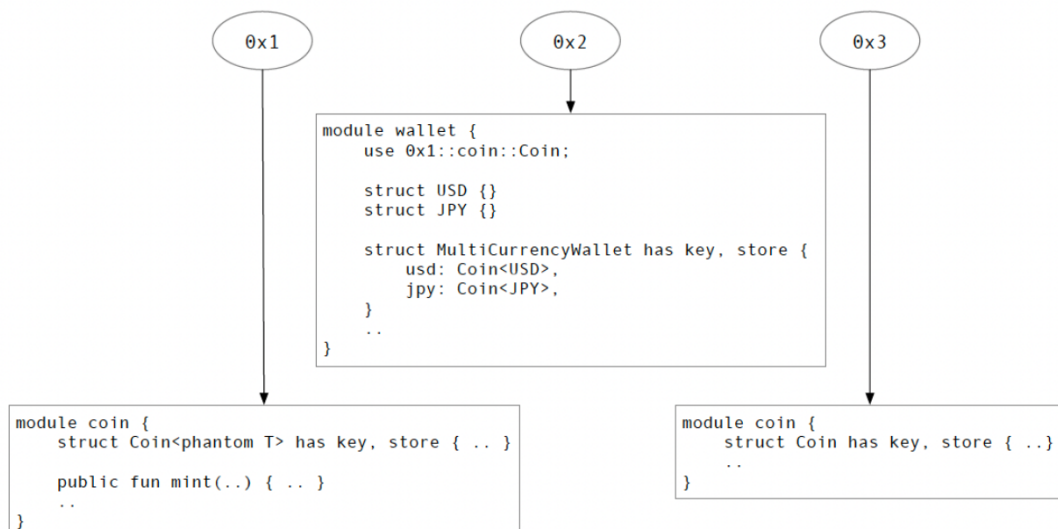 0x1
0x2
0x3
module wallet {
use 0x1::coin::Coin;
struct USD {}
struct JPY {}
struct MultiCurrencyWallet has key, store {
usd: Coin<USD>,
jpy: Coin<JPY>,
}
..
}
module coin {
struct Coin<phantom T> has key, store { .. }
public fun mint(..) { .. }
..
}
module coin {
struct Coin has key, store { ..}
..
}